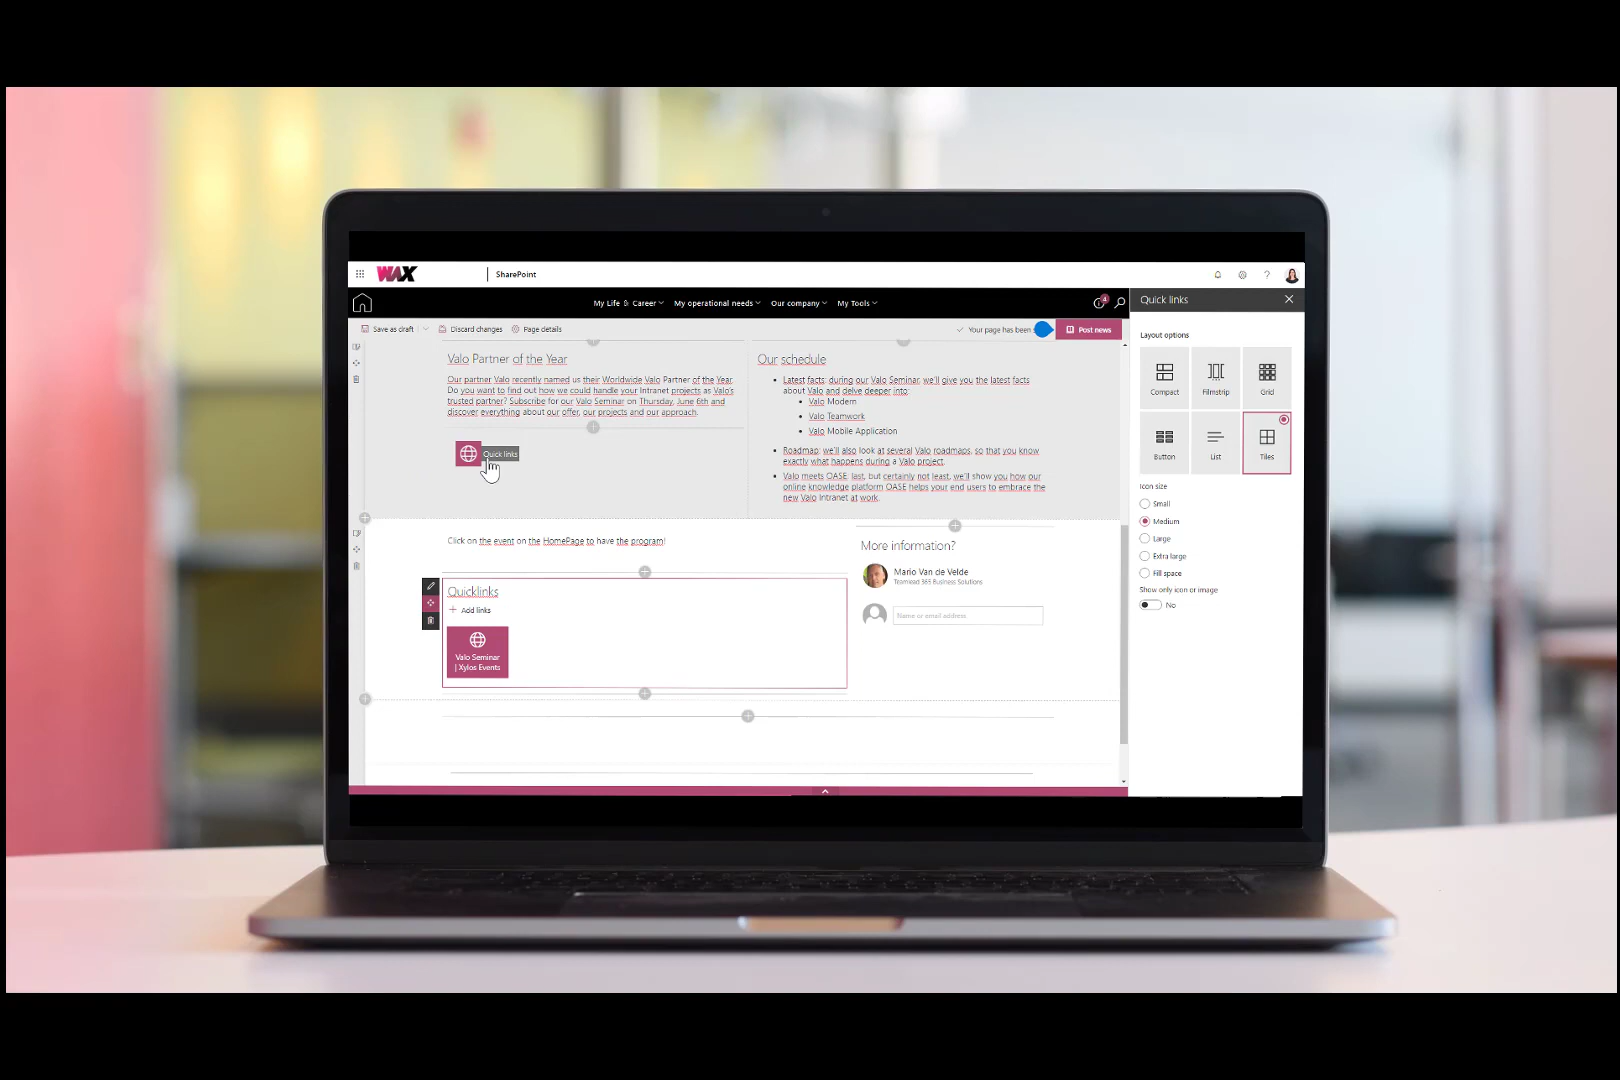 WAX
SharePoint
My Life & Career
My operational needs
Our company
My Tools
4
Quick links
Save as draft
Discard changes
Page details
Your page has been
Post news
Valo Partner of the Year
Our partner Valo recently named us their Worldwide Valo Partner of the Year.
Do you want to find out how we could handle your Intranet projects as Valo's
trusted partner? Subscribe for our Valo Seminar on Thursday, June 6th and
discover everything about our offer, our projects and our approach.
Quick links
Our schedule
Latest facts: during our Valo Seminar, we'll give you the latest facts
about Valo and delve deeper into:
Valo Modern
Valo Teamwork
Valo Mobile Application
Roadmap: we'll also look at several Valo roadmaps, so that you know
exactly what happens during a Valo project.
Valo meets OASE: last, but certainly not least, we'll show you how our
online knowledge platform OASE helps your end users to embrace the
new Valo Intranet at work.
Click on the event on the HomePage to have the program!
Quicklinks
Add links
Valo Seminar
| Xylos Events
More information?
Mario Van de Velde
Teamlead 365 Business Solutions
Name or email address
Layout options
Compact
Filmstrip
Grid
Button
List
Tiles
Icon size
Small
Medium
Large
Extra large
Fill space
Show only icon or image
No